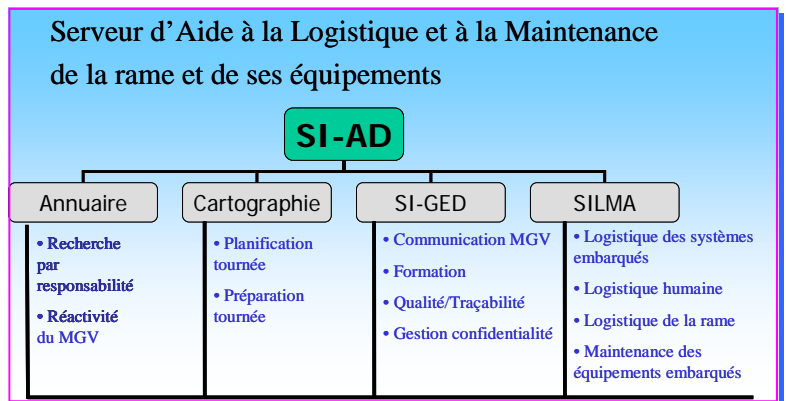 Serveur d'Aide à la Logistique et à la Maintenance
de la rame et de ses équipements
SI-AD
Annuaire
• Recherche
par
responsabilité
• Réactivité
du MGV
Cartographie
• Planification
tournée
• Préparation
tournée
SI-GED
• Communication MGV
• Formation
• Qualité/Traçabilité
• Gestion confidentialité
SILMA
• Logistique des systèmes
embarqués
• Logistique humaine
• Logistique de la rame
• Maintenance des
équipements embarqués